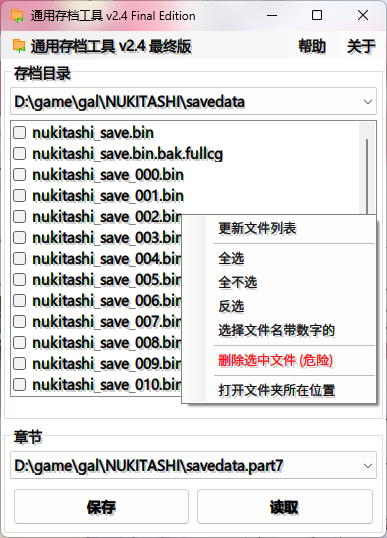 通用存档工具 v2.4 Final Edition
通用存档工具 v2.4 最终版 帮助 关于
存档目录
D:\game\gal\NUKITASHI\savedata
nukitashi_save.bin
nukitashi_save.bin.bak.fullcg
nukitashi_save_000.bin
nukitashi_save_001.bin
nukitashi_save_002.bin
nukitashi_save_003.bin
nukitashi_save_004.bin
nukitashi_save_005.bin
nukitashi_save_006.bin
nukitashi_save_007.bin
nukitashi_save_008.bin
nukitashi_save_009.bin
nukitashi_save_010.bin
更新文件列表
全选
全不选
反选
选择文件名带数字的
删除选中文件 (危险)
打开文件夹所在位置
章节
D:\game\gal\NUKITASHI\savedata.part7
保存 读取